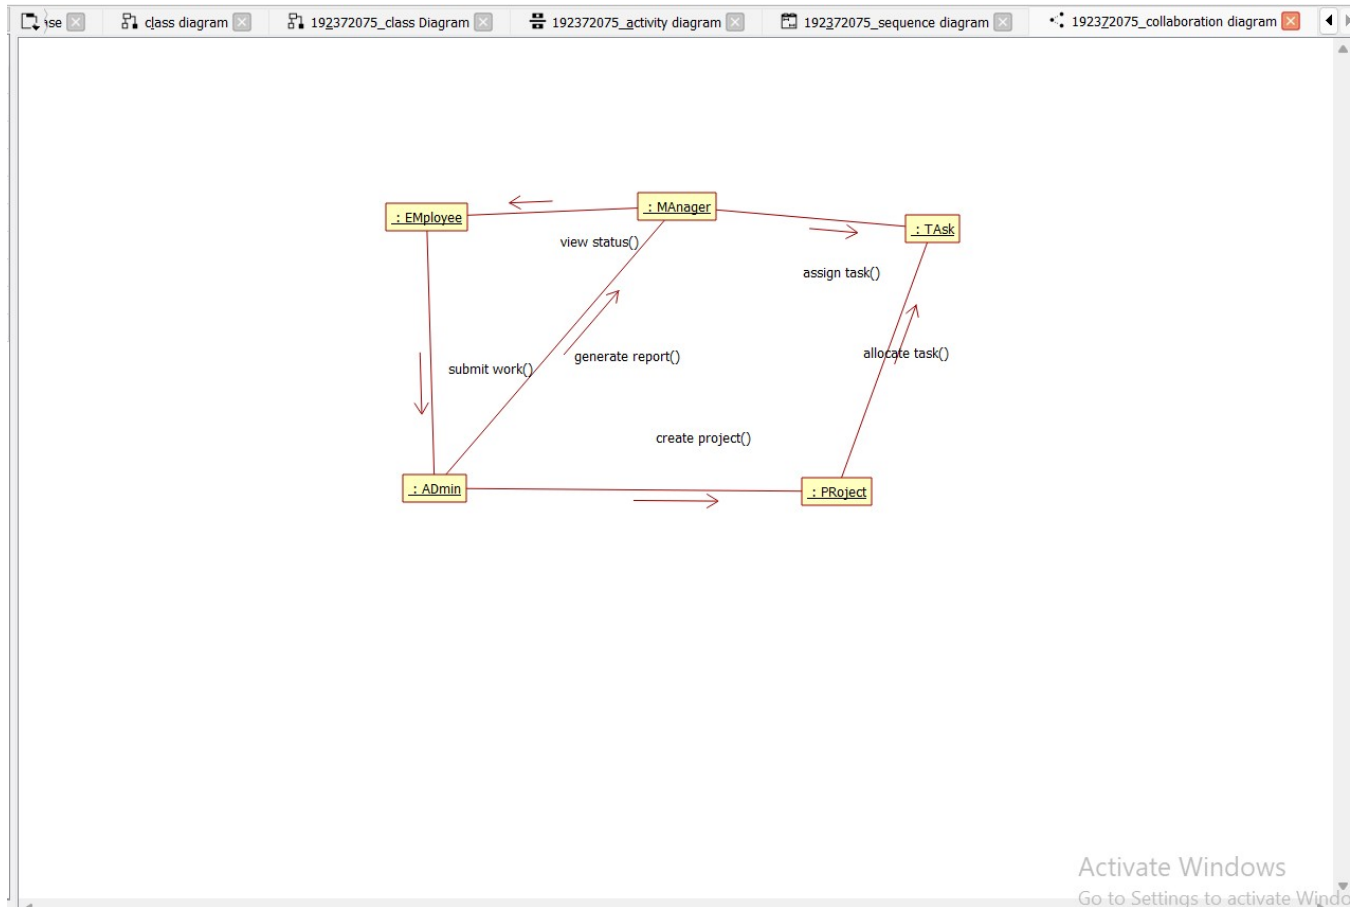 se
class diagram
192372075_class Diagram
192372075_activity diagram
192372075_sequence diagram
192372075_collaboration diagram
: EMployee
: MAnager
: TAsk
view status()
assign task()
generate report()
allocate task()
submit work()
create project()
: ADmin
: PRoject
Activate Windows
Go to Settings to activate Windo